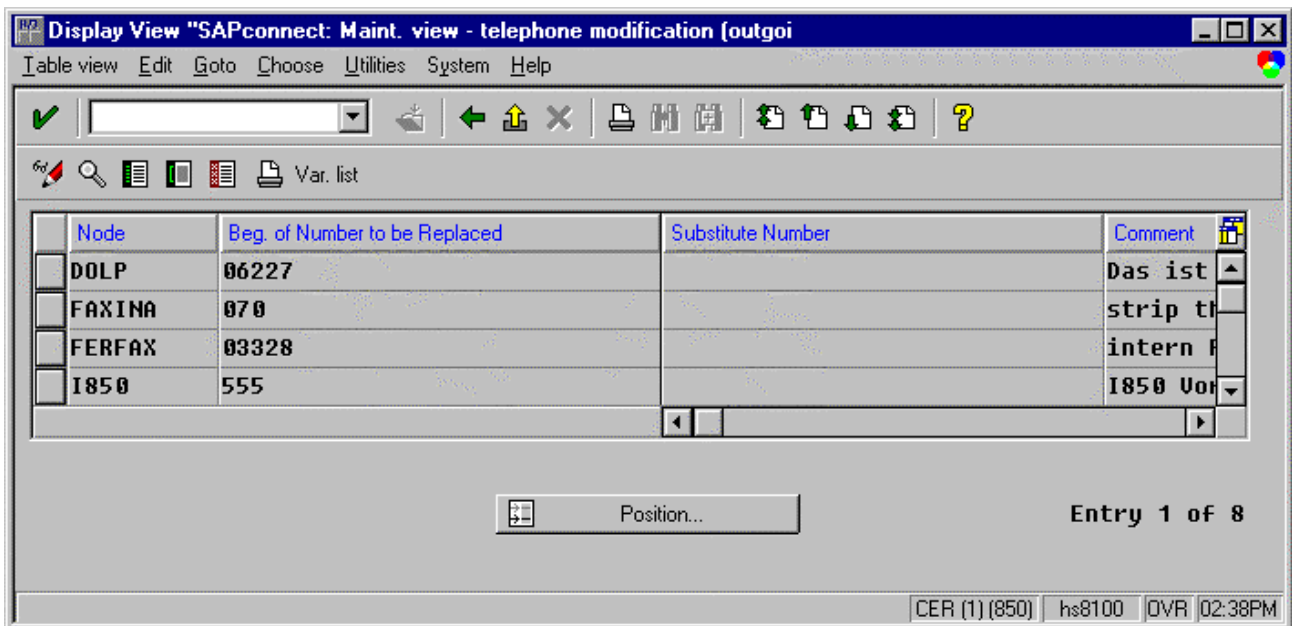 Display View "SAPconnect: Maint. view - telephone modification (outgoi
Table view Edit Goto Choose Utilities System Help
Var. list
Node Beg. of Number to be Replaced Substitute Number Comment
DOLP 06227 Das ist
FAXINA 070 strip
FERFAX 03328 intern
I850 555 I850
Position...
Entry 1 of 8
CER (1) (850) hs8100 OVR 02:38PM